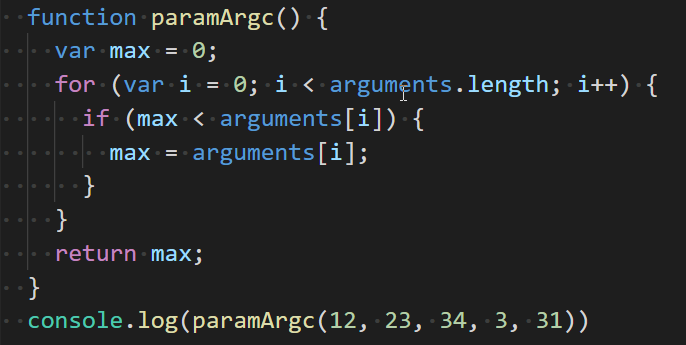 function paramArgc() {
var max = 0;
for (var i = 0; i < arguments.length; i++) {
if (max < arguments[i]) {
max = arguments[i];
}
}
return max;
}
console.log(paramArgc(12, 23, 34, 3, 31))